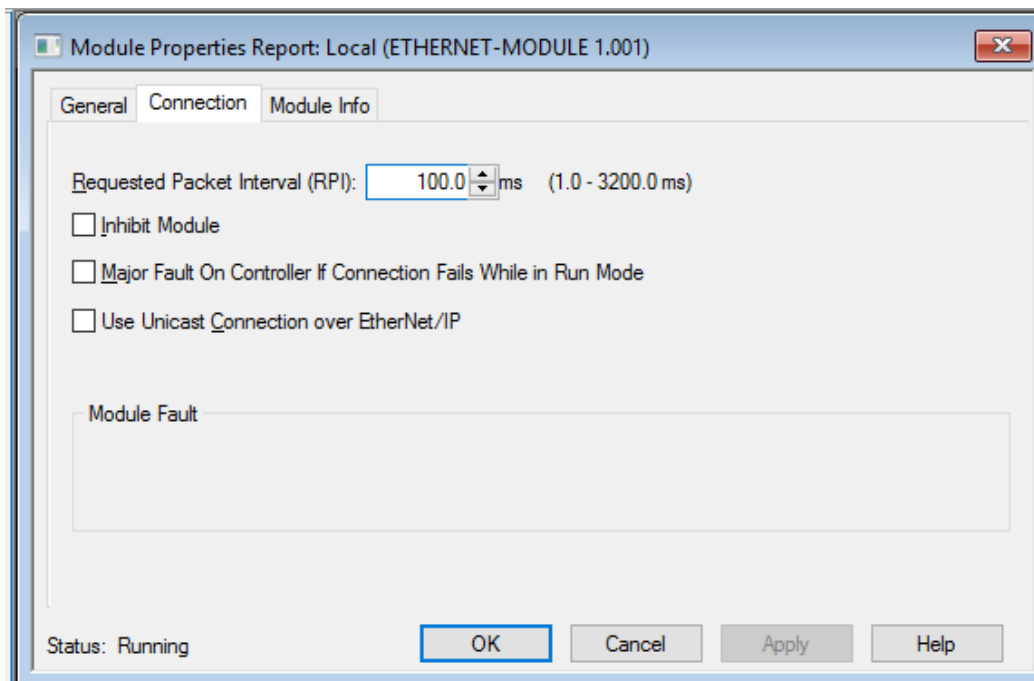 Module Properties Report: Local (ETHERNET-MODULE 1.001)
General Connection Module Info
Requested Packet Interval (RPI): 100.0 ms (1.0 - 3200.0 ms)
Inhibit Module
Major Fault On Controller If Connection Fails While in Run Mode
Use Unicast Connection over EtherNet/IP
Module Fault
Status: Running OK Cancel Apply Help